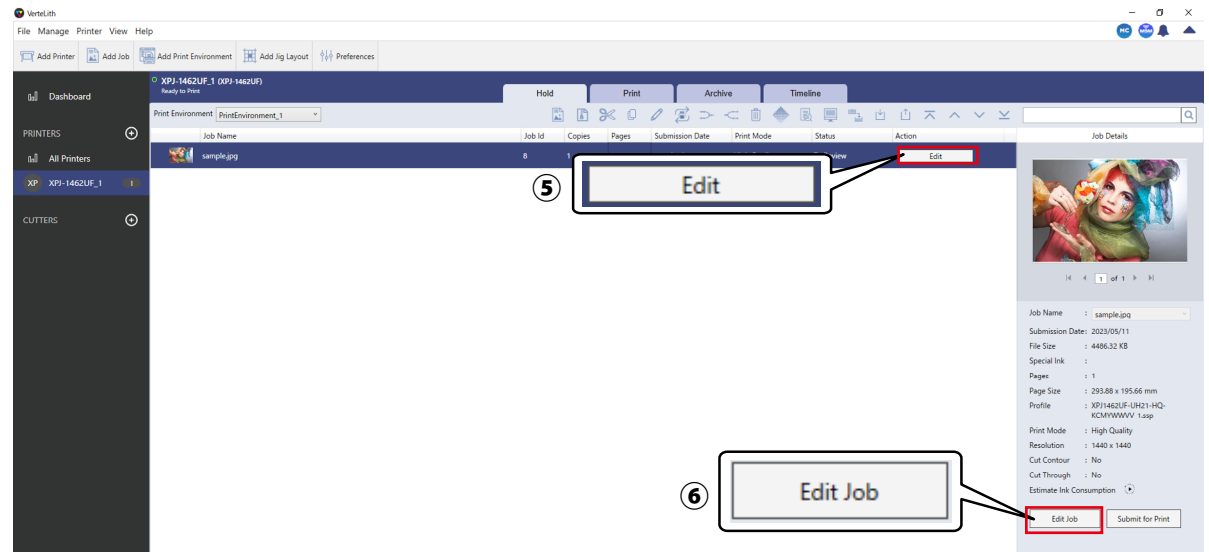 VerteLith
File Manage Printer View Help
MC MSM
Add Printer Add Job Add Print Environment Add Jig Layout Preferences
Dashboard
PRINTERS
All Printers
XP XPJ-1462UF_1 1
CUTTERS
XPJ-1462UF_1 (XPJ-1462UF)
Ready to Print
Hold Print Archive Timeline
Print Environment PrintEnvironment_1
Job Name Job Id Copies Pages Submission Date Print Mode Status Action
sample.jpg 8 1 Edit
⑤ Edit
Job Details
1 of 1
Job Name : sample.jpg
Submission Date: 2023/05/11
File Size : 4486.32 KB
Special Ink :
Pages : 1
Page Size : 293.88 x 195.66 mm
Profile : XPJ1462UF-UH21-HQ-
KCMYWWVV 1.ssp
Print Mode : High Quality
Resolution : 1440 x 1440
Cut Contour : No
Cut Through : No
Estimate Ink Consumption
⑥ Edit Job
Edit Job Submit for Print